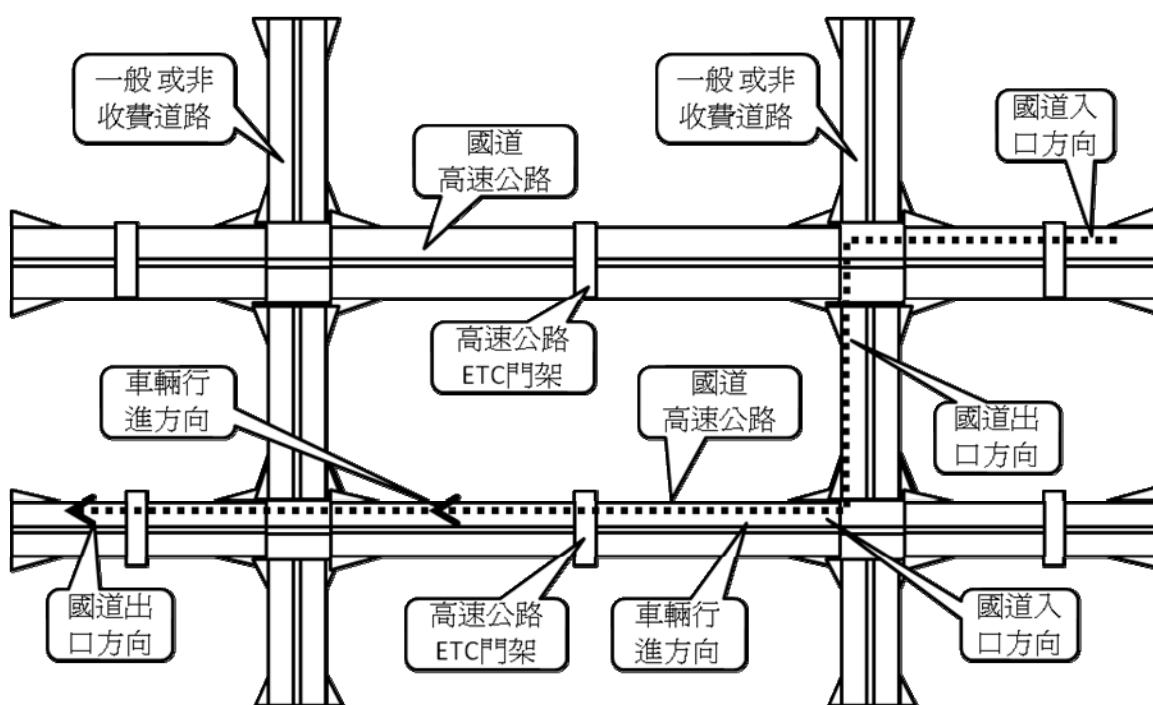 一般 或非
收費道路
一般 或非
收費道路
國道入
口方向
國道
高速公路
高速公路
ETC門架
車輛行
進方向
國道
高速公路
國道出
口方向
國道出
口方向
高速公路
ETC門架
車輛行
進方向
國道入
口方向